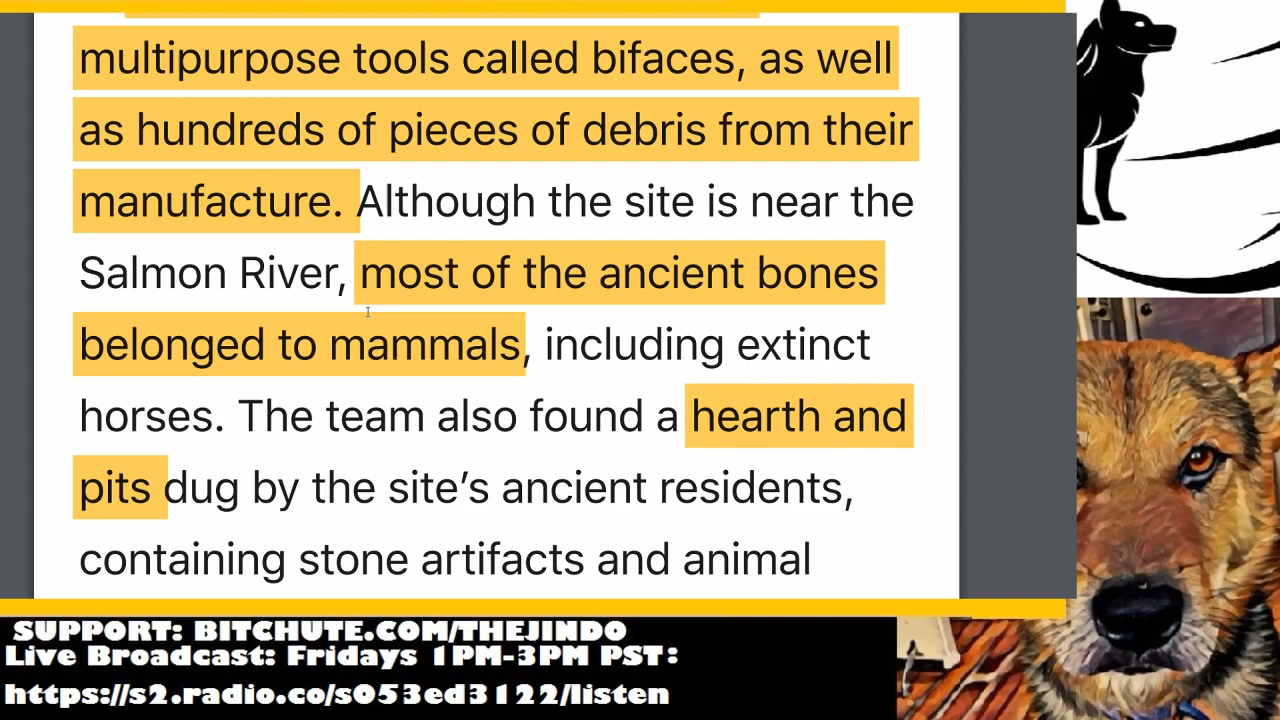 multipurpose tools called bifaces, as well
as hundreds of pieces of debris from their
manufacture. Although the site is near the
Salmon River, most of the ancient bones
belonged to mammals, including extinct
horses. The team also found a hearth and
pits dug by the site’s ancient residents,
containing stone artifacts and animal
SUPPORT: BITCHUTE.COM/THEJINDO
Live Broadcast: Fridays 1PM-3PM PST:
https://s2.radio.co/s053ed3122/listen